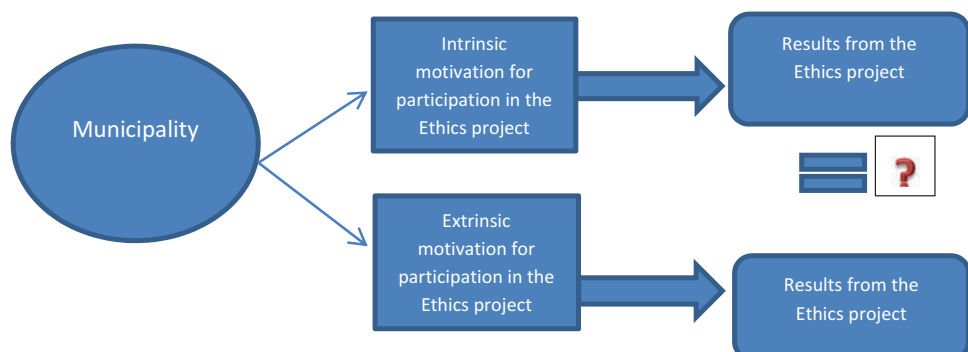 Municipality
Intrinsic
motivation for
participation in the
Ethics project
Results from the
Ethics project
?
Extrinsic
motivation for
participation in the
Ethics project
Results from the
Ethics project